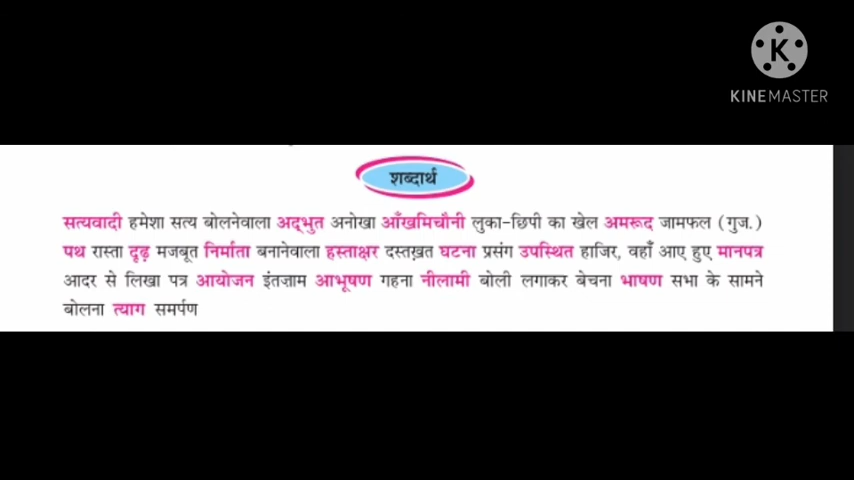 K
KINEMASTER
शब्दार्थ
सत्यवादी हमेशा सत्य बोलनेवाला अद्‌भुत अनोखा आँखमिचौनी लुका-छिपी का खेल अमरूद जामफल (गुज.)
पथ रास्ता दृढ़ मजबूत निर्माता बनानेवाला हस्ताक्षर दस्तख़त घटना प्रसंग उपस्थित हाजिर, वहाँ आए हुए मानपत्र
आदर से लिखा पत्र आयोजन इंतज़ाम आभूषण गहना नीलामी बोली लगाकर बेचना भाषण सभा के सामने
बोलना त्याग समर्पण